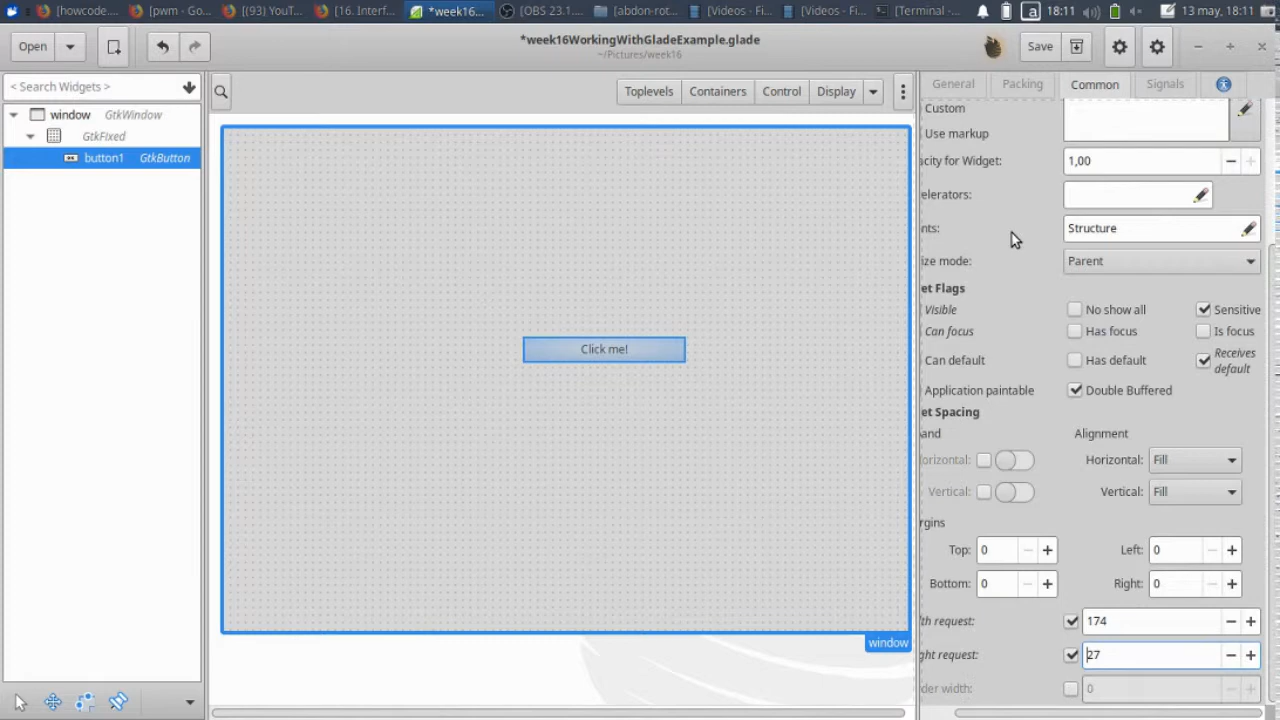 [howcode.... [pwm - Go... [(93) YouT... [16. Interf... *week16... [OBS 23.1... [abdon-rot... [Videos - Fi... [Videos - Fi... [Terminal -... a 18:11 13 may, 18:11
Open *week16WorkingWithGladeExample.glade Save
~/Pictures/week16
< Search Widgets > Toplevels Containers Control Display General Packing Common Signals
window GtkWindow
GtkFixed
button1 GtkButton
Click me!
window
Custom
Use markup
acity for Widget: 1,00
elerators:
nts: Structure
ize mode: Parent
et Flags
Visible No show all Sensitive
Can focus Has focus Is focus
Can default Has default Receives default
Application paintable Double Buffered
et Spacing
and Alignment
orizontal: Horizontal: Fill
Vertical: Vertical: Fill
rgins
Top: 0 Left: 0
Bottom: 0 Right: 0
lth request: 174
ght request: 27
der width: 0